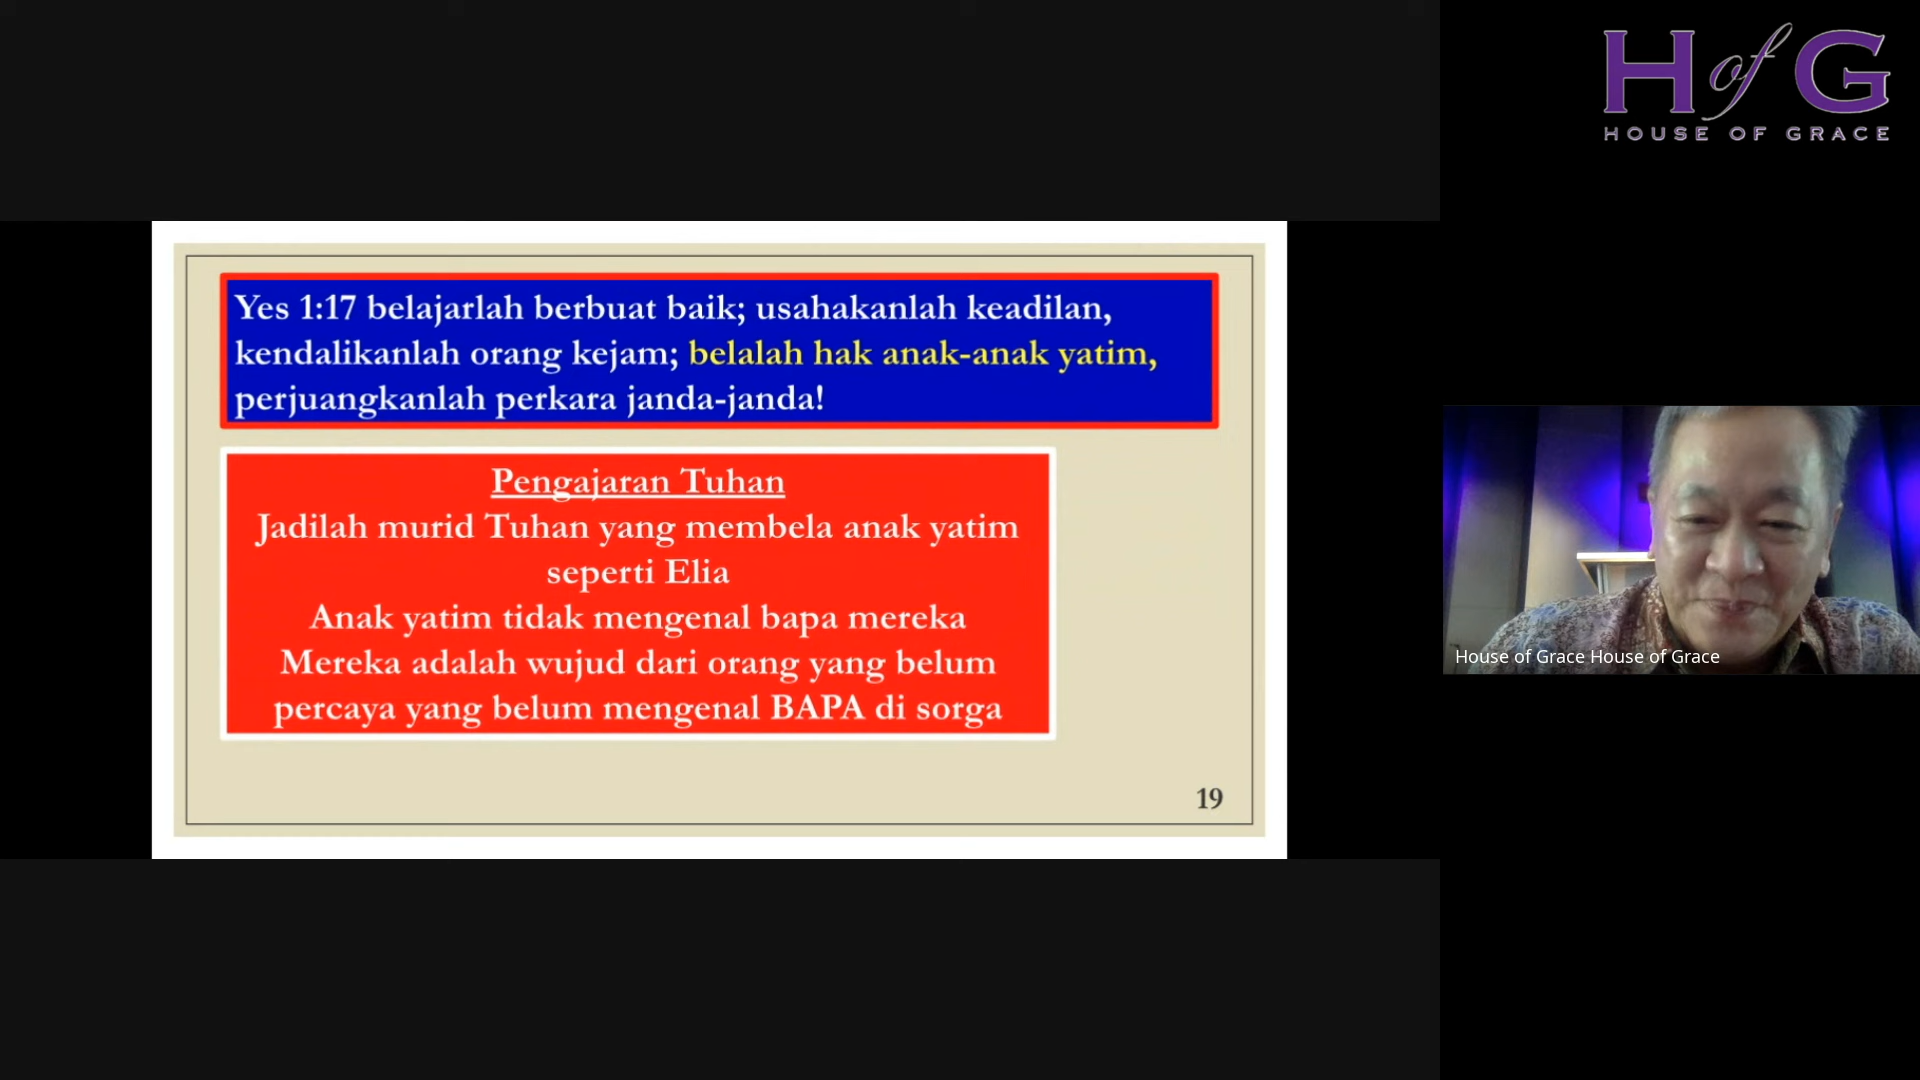 H of G
HOUSE OF GRACE
Yes 1:17 belajarlah berbuat baik; usahakanlah keadilan,
kendalikanlah orang kejam; belalah hak anak-anak yatim,
perjuangkanlah perkara janda-janda!
Pengajaran Tuhan
Jadilah murid Tuhan yang membela anak yatim
seperti Elia
Anak yatim tidak mengenal bapa mereka
Mereka adalah wujud dari orang yang belum
percaya yang belum mengenal BAPA di sorga
19
House of Grace House of Grace